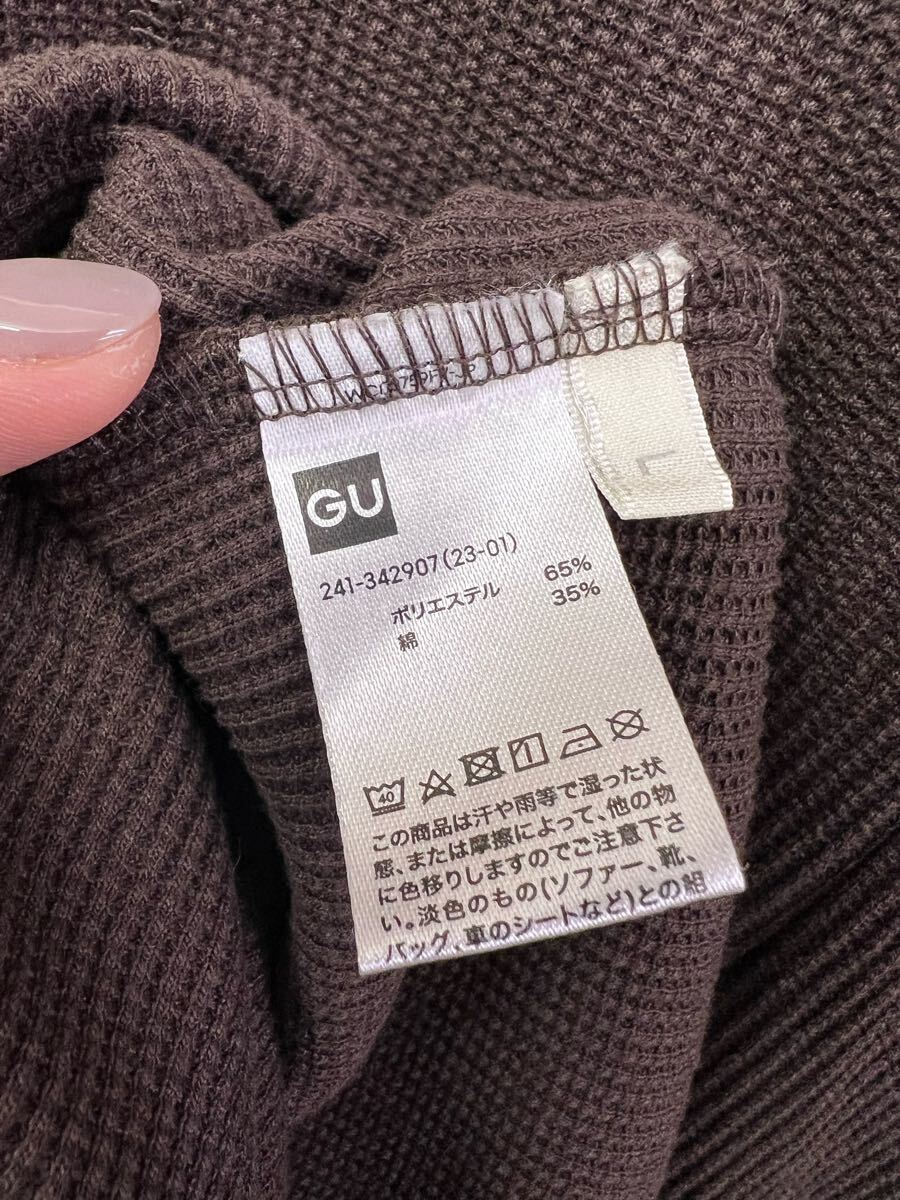 GU
L
241-342907(23-01)
ポリエステル 65%
綿 35%
40
この商品は汗や雨等で湿った状
態、または摩擦によって、他の物
に色移りしますのでご注意下さ
い。淡色のもの(ソファー、靴、
バッグ、車のシートなど)との組